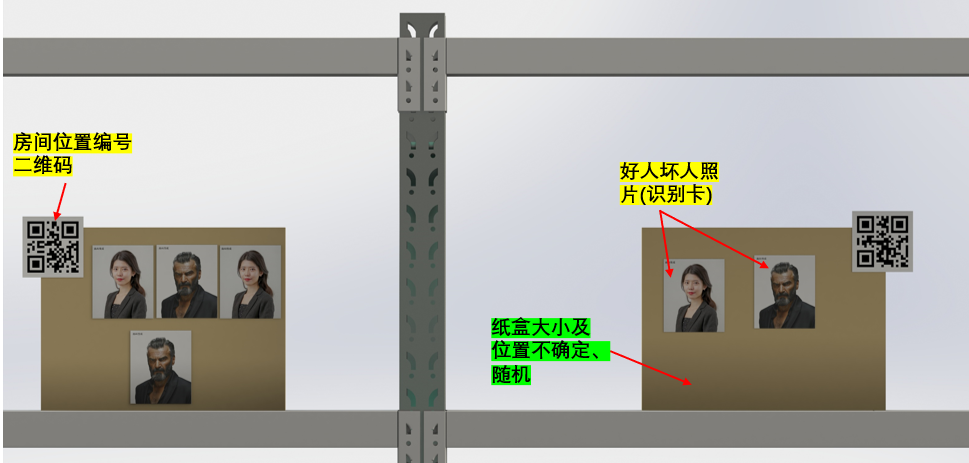 房间位置编号
二维码
好人坏人照
片(识别卡)
纸盒大小及
位置不确定、
随机